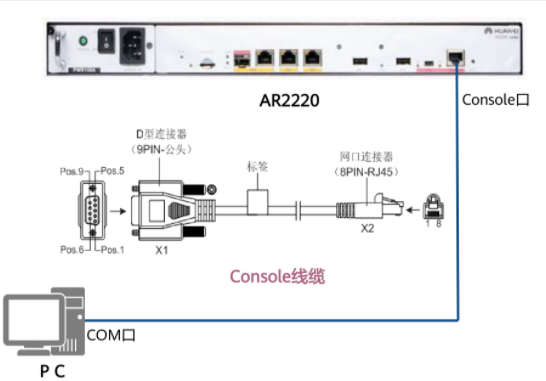 HUAWEI
AR2220
Console口
D型连接器
(9PIN-公头)
标签
网口连接器
(8PIN-RJ45)
Pos.9
Pos.5
Pos.6
Pos.1
X1
X2
1 8
Console线缆
COM口
P C